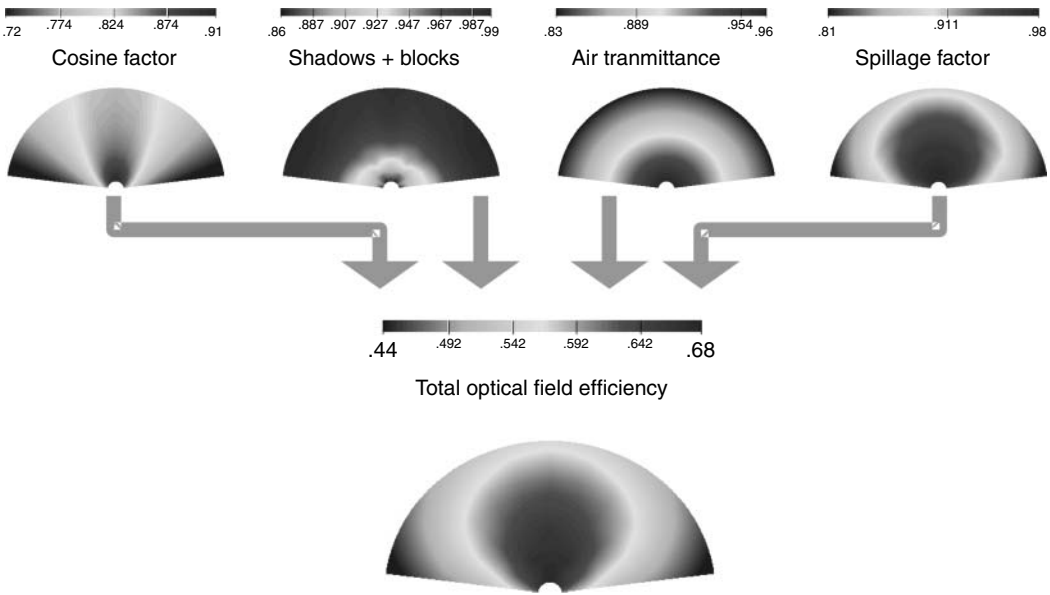 .72 .774 .824 .874 .91
.86 .887 .907 .927 .947 .967 .987 .99
.83 .889 .954 .96
.81 .911 .98
Cosine factor
Shadows + blocks
Air tranmittance
Spillage factor
.44 .492 .542 .592 .642 .68
Total optical field efficiency